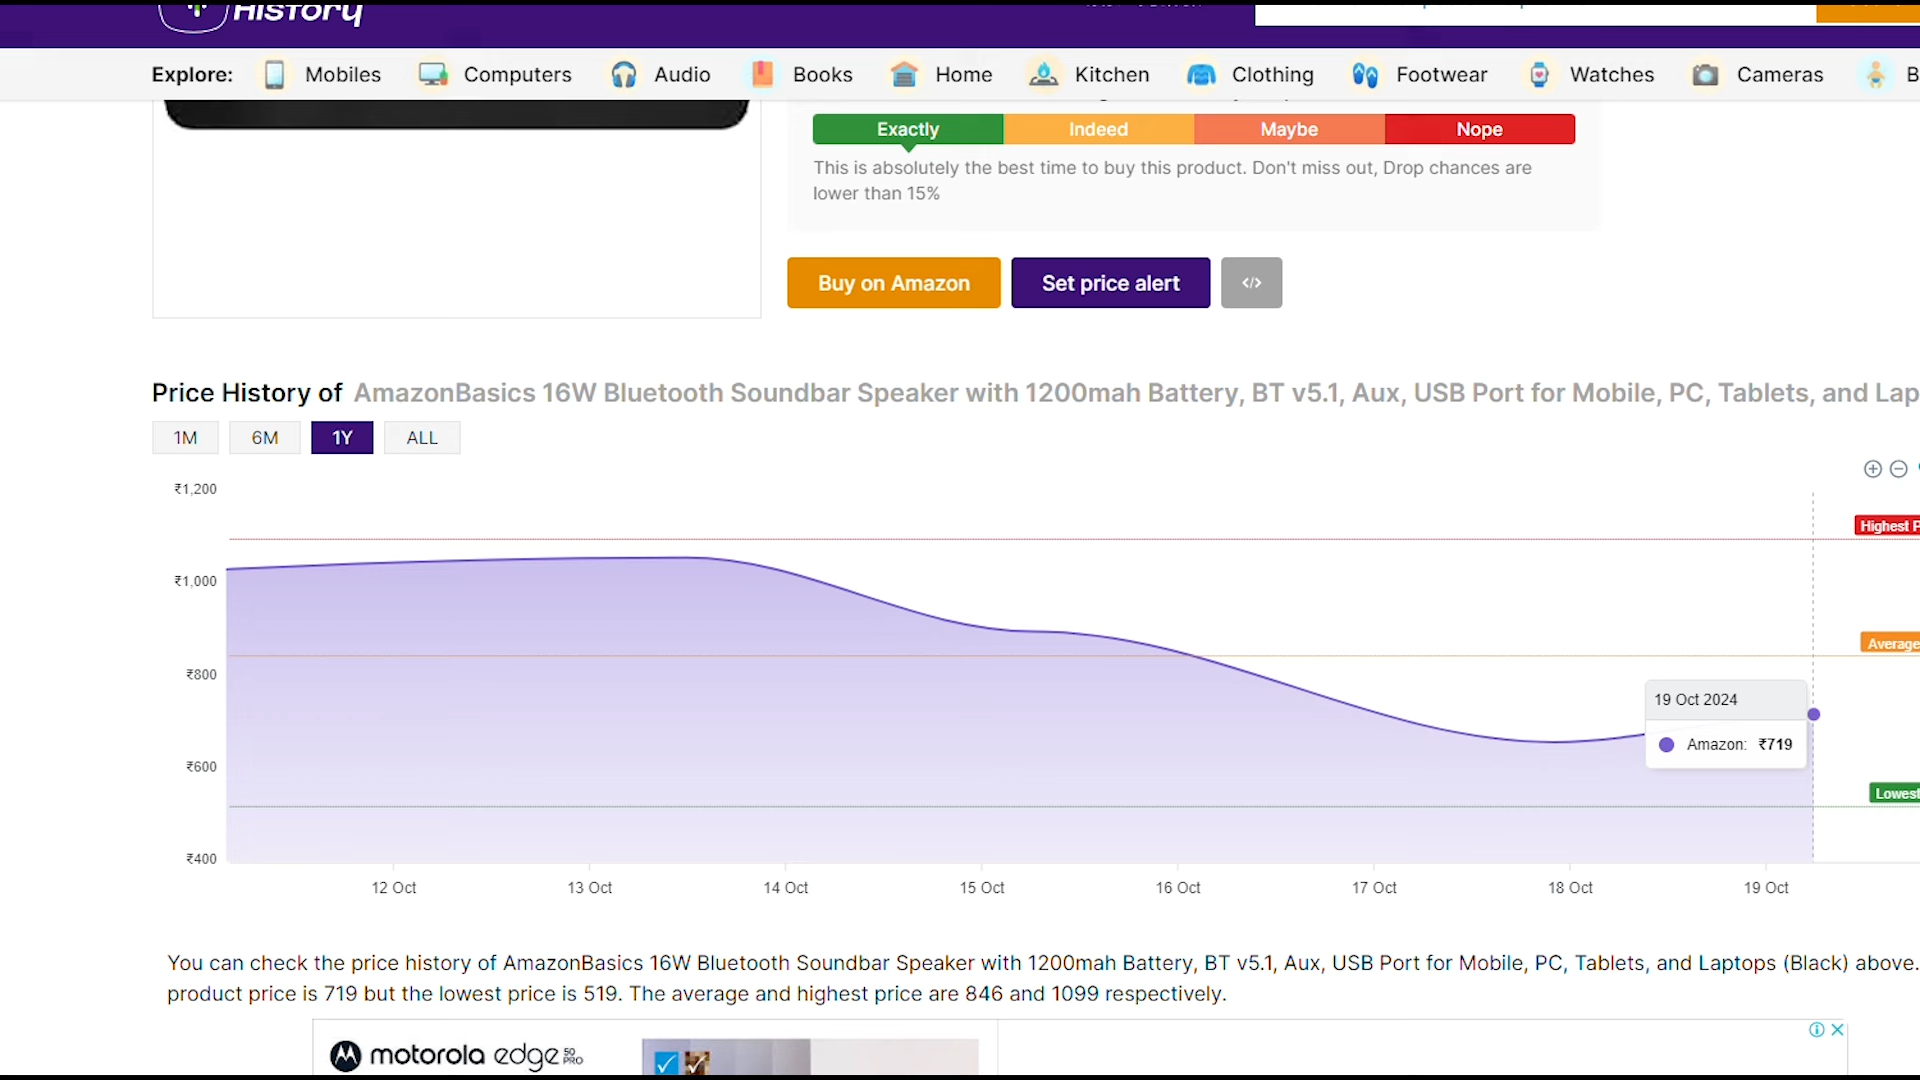 History
Explore: Mobiles Computers Audio Books Home Kitchen Clothing Footwear Watches Cameras B
Exactly Indeed Maybe Nope
This is absolutely the best time to buy this product. Don't miss out, Drop chances are
lower than 15%
Buy on Amazon Set price alert </>
Price History of AmazonBasics 16W Bluetooth Soundbar Speaker with 1200mah Battery, BT v5.1, Aux, USB Port for Mobile, PC, Tablets, and Lap
1M 6M 1Y ALL
₹1,200
Highest P
₹1,000
Average
₹800
19 Oct 2024
Amazon: ₹719
₹600
Lowest
₹400
12 Oct 13 Oct 14 Oct 15 Oct 16 Oct 17 Oct 18 Oct 19 Oct
You can check the price history of AmazonBasics 16W Bluetooth Soundbar Speaker with 1200mah Battery, BT v5.1, Aux, USB Port for Mobile, PC, Tablets, and Laptops (Black) above.
product price is 719 but the lowest price is 519. The average and highest price are 846 and 1099 respectively.
motorola edge 50 PRO